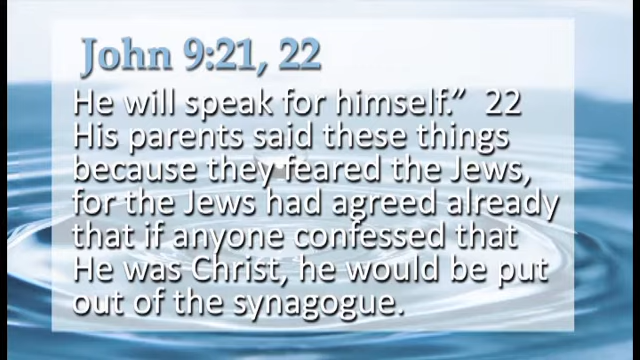 John 9:21, 22
He will speak for himself.” 22
His parents said these things
because they feared the Jews,
for the Jews had agreed already
that if anyone confessed that
He was Christ, he would be put
out of the synagogue.